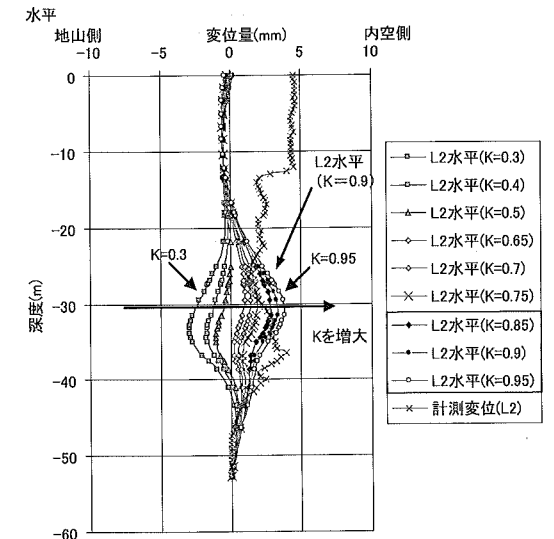 水平
地山側 変位量(mm) 内空側
-10 -5 0 5 10
0
-10
-20
-30
-40
-50
-60
深度(m)
L2水平
(K=0.9)
K=0.3
K=0.95
Kを増大
L2水平(K=0.3)
L2水平(K=0.4)
L2水平(K=0.5)
L2水平(K=0.65)
L2水平(K=0.7)
L2水平(K=0.75)
L2水平(K=0.85)
L2水平(K=0.9)
L2水平(K=0.95)
計測変位(L2)